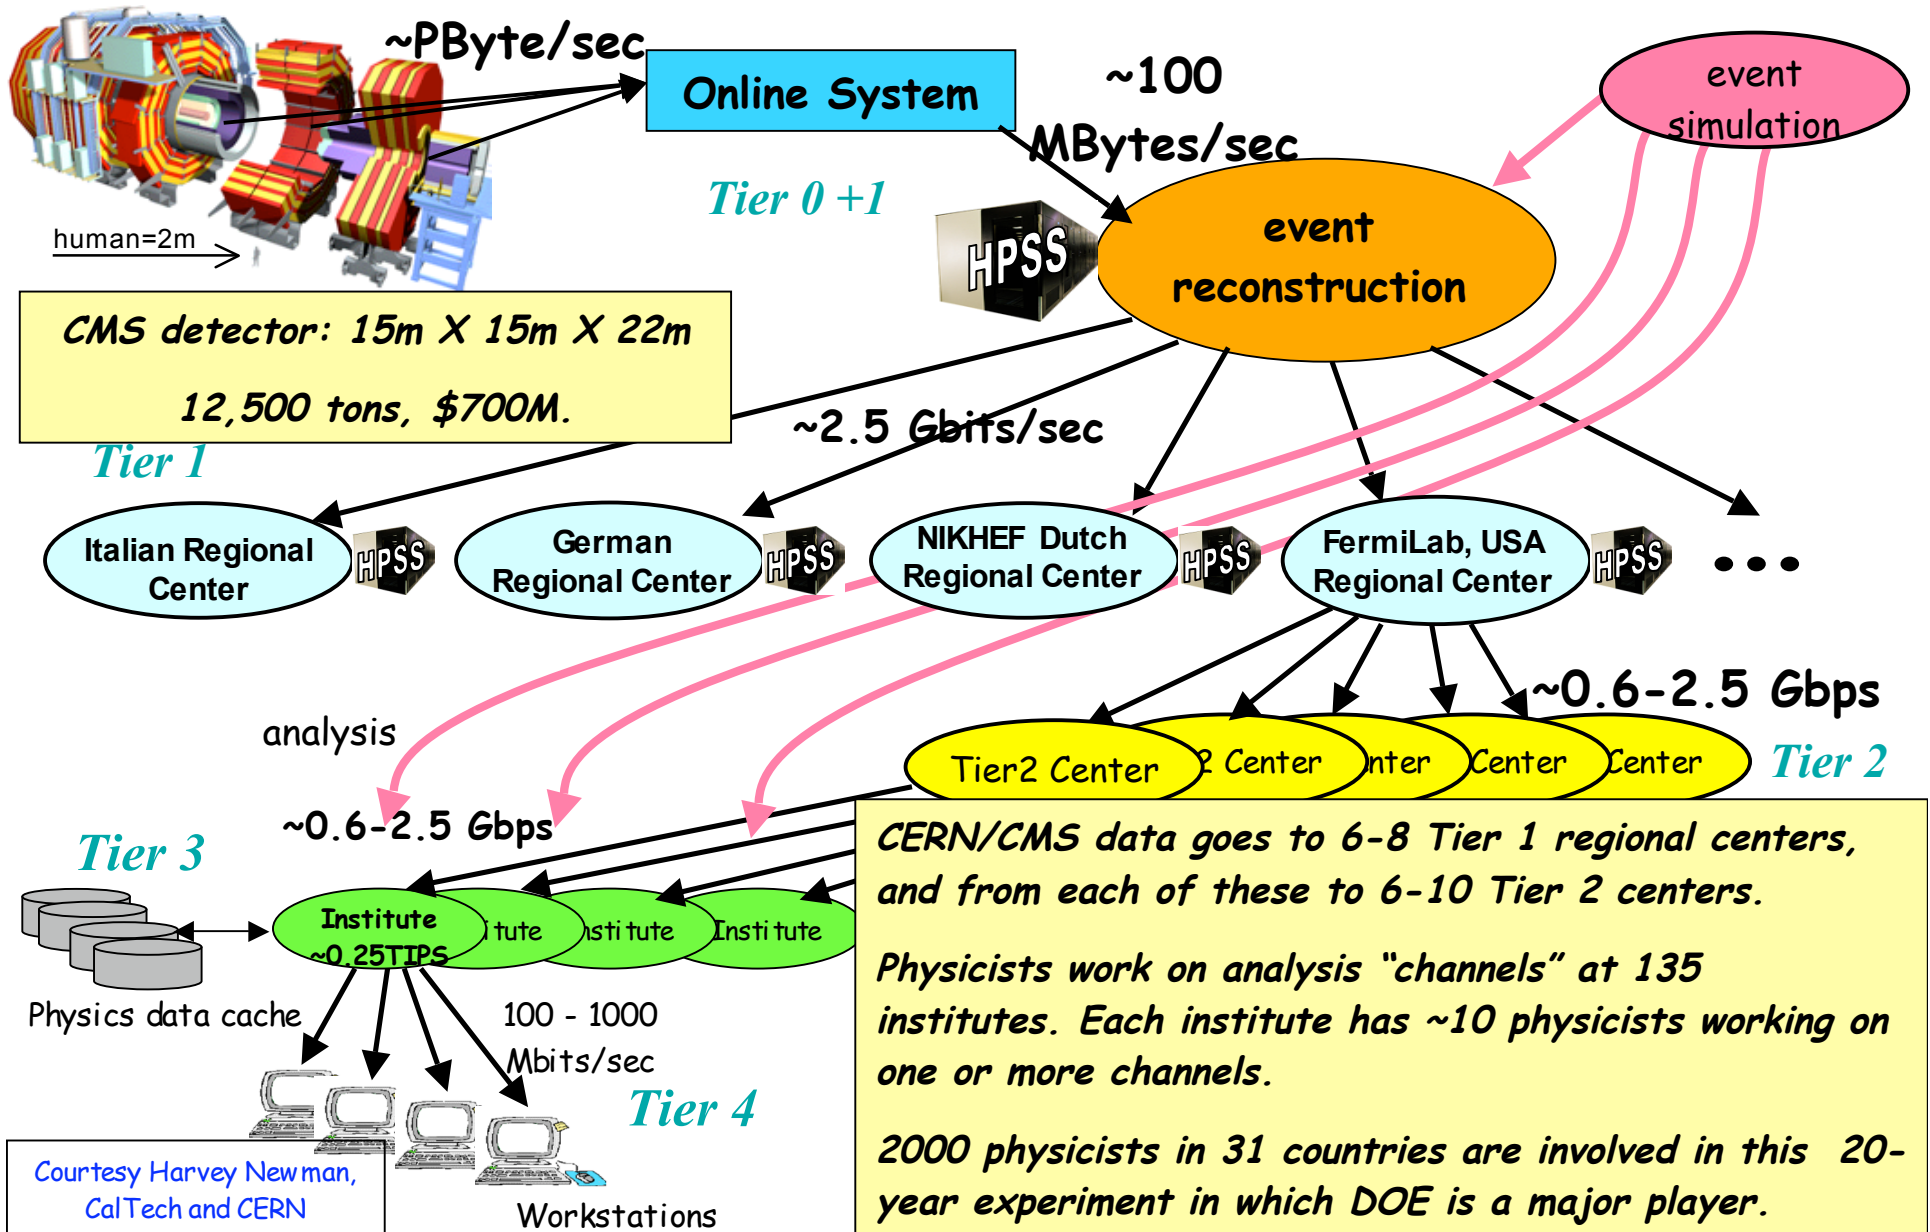 ~PByte/sec
Online System
~100
MBytes/sec
event
simulation
Tier 0 +1
HPSS
event
reconstruction
human=2m
CMS detector: 15m X 15m X 22m
12,500 tons, $700M.
~2.5 Gbits/sec
Tier 1
Italian Regional
Center
HPSS
German
Regional Center
HPSS
NIKHEF Dutch
Regional Center
HPSS
FermiLab, USA
Regional Center
HPSS
...
~0.6-2.5 Gbps
analysis
Tier2 Center
2 Center
nter
Center
Center
Tier 2
~0.6-2.5 Gbps
Tier 3
Institute
~0.25TIPS
itute
nstitute
Institute
Physics data cache
100 - 1000
Mbits/sec
Tier 4
Workstations
CERN/CMS data goes to 6-8 Tier 1 regional centers,
and from each of these to 6-10 Tier 2 centers.
Physicists work on analysis “channels” at 135
institutes. Each institute has ~10 physicists working on
one or more channels.
2000 physicists in 31 countries are involved in this 20-
year experiment in which DOE is a major player.
Courtesy Harvey Newman,
CalTech and CERN